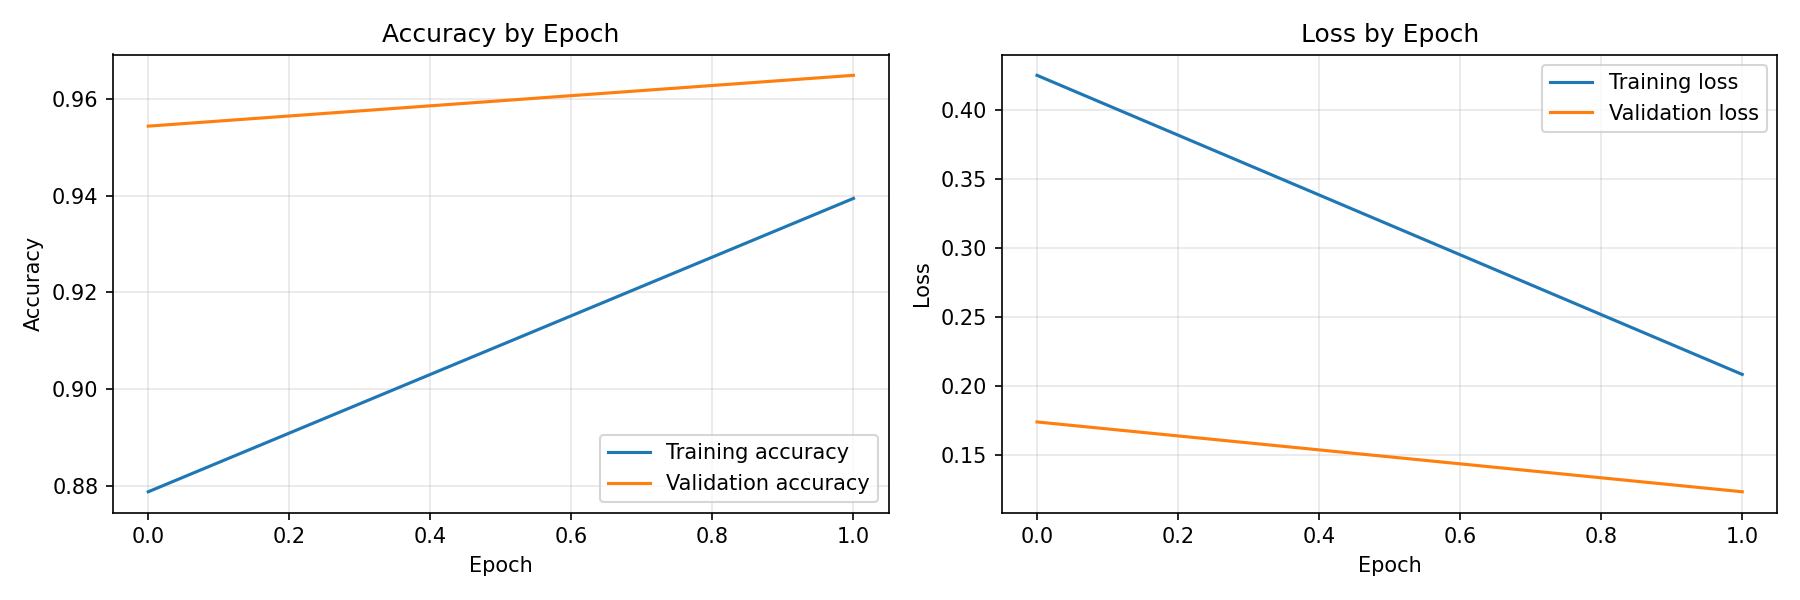 Accuracy by Epoch
Accuracy
0.96
0.94
0.92
0.90
0.88
Training accuracy
Validation accuracy
0.0 0.2 0.4 0.6 0.8 1.0
Epoch
Loss by Epoch
Loss
0.40
0.35
0.30
0.25
0.20
0.15
Training loss
Validation loss
0.0 0.2 0.4 0.6 0.8 1.0
Epoch